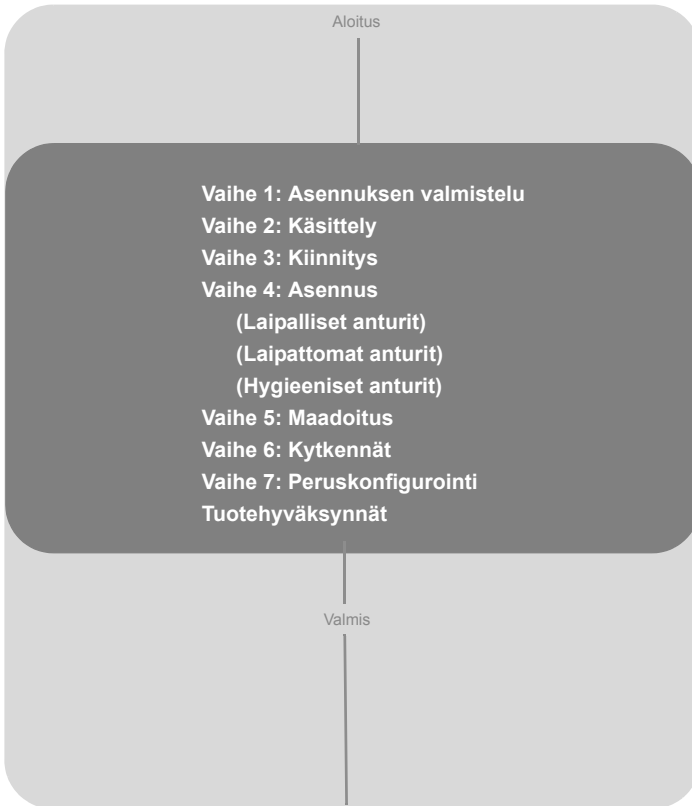 Aloitus
Vaihe 1: Asennuksen valmistelu
Vaihe 2: Käsittely
Vaihe 3: Kiinnitys
Vaihe 4: Asennus
(Laipalliset anturit)
(Laipattomat anturit)
(Hygieeniset anturit)
Vaihe 5: Maadoitus
Vaihe 6: Kytkennät
Vaihe 7: Peruskonfigurointi
Tuotehyväksynnät
Valmis